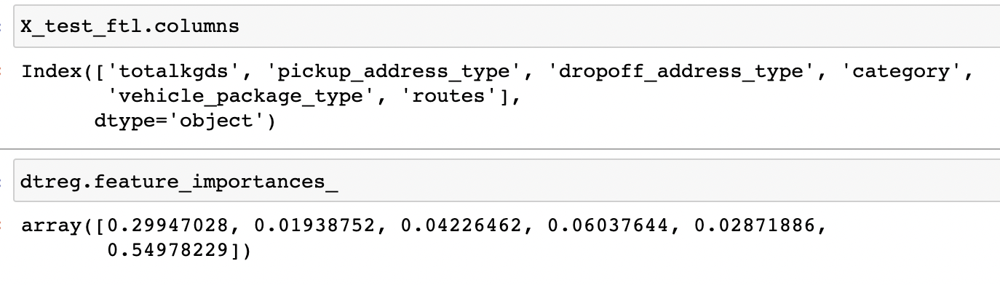 X_test_ftl.columns
Index(['totalkgds', 'pickup_address_type', 'dropoff_address_type', 'category',
'vehicle_package_type', 'routes'],
dtype='object')
dtreg.feature_importances_
array([0.29947028, 0.01938752, 0.04226462, 0.06037644, 0.02871886,
0.54978229])